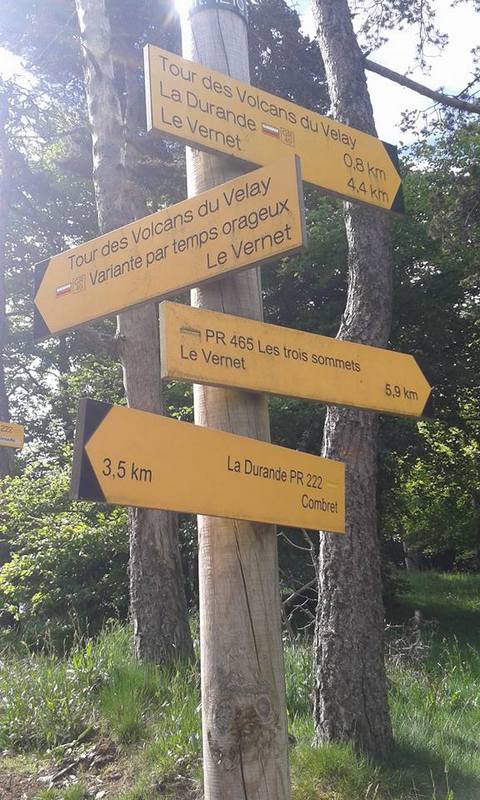 Tour des Volcans du Velay
La Durande 0,8 km
Le Vernet 4,4 km
Tour des Volcans du Velay
Variante par temps orageux
Le Vernet
PR 465 Les trois sommets
Le Vernet 5,9 km
3,5 km La Durande PR 222
Combret
222